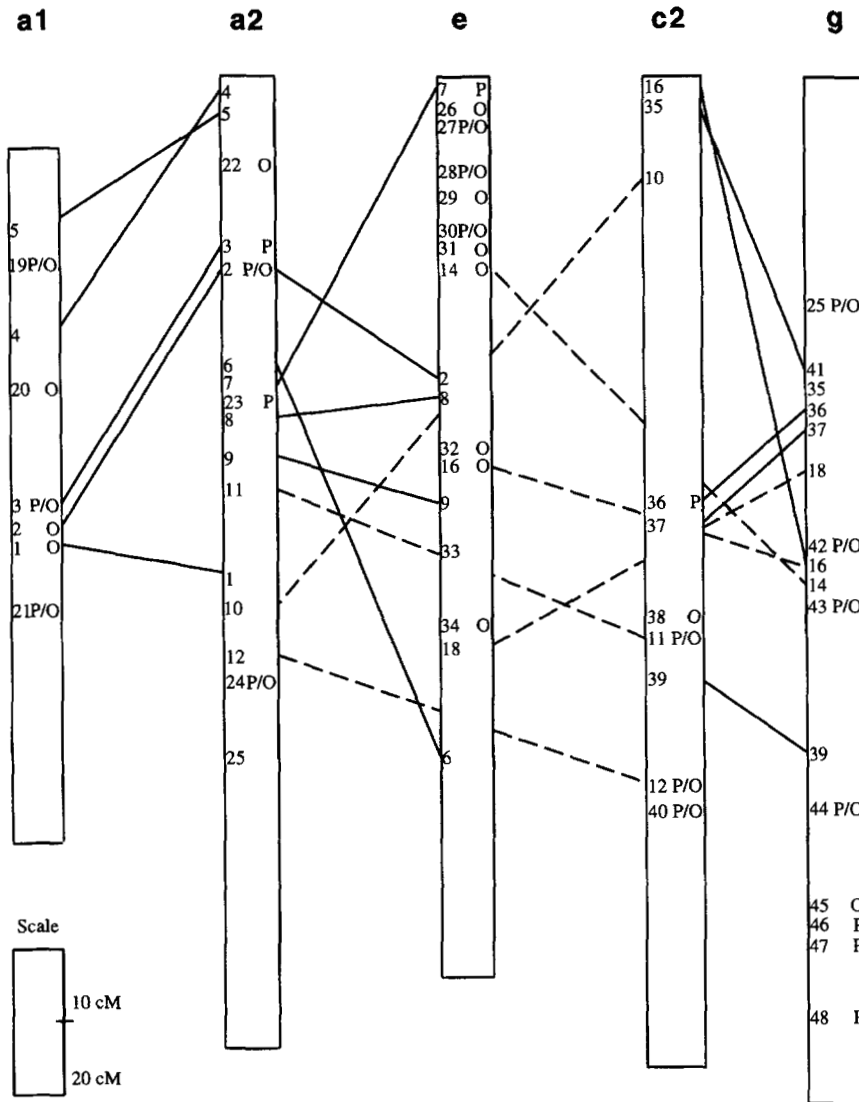 a1 a2 e c2 g
5
19P/O
4
20 O
3 P/O
2 O
1 O
21P/O
4
5
22 O
3 P
2 P/O
6
7
23 P
8
9
11
1
10
12
24P/O
25
7 P
26 O
27P/O
28P/O
29 O
30P/O
31 O
14 O
2
8
32 O
16 O
9
33
34 O
18
6
16
35
10
36 P
37
38 O
11 P/O
39
12 P/O
40 P/O
25 P/O
41
35
36
37
18
42 P/O
16
14
43 P/O
39
44 P/O
45
46
47
48
Scale
10 cM
20 cM